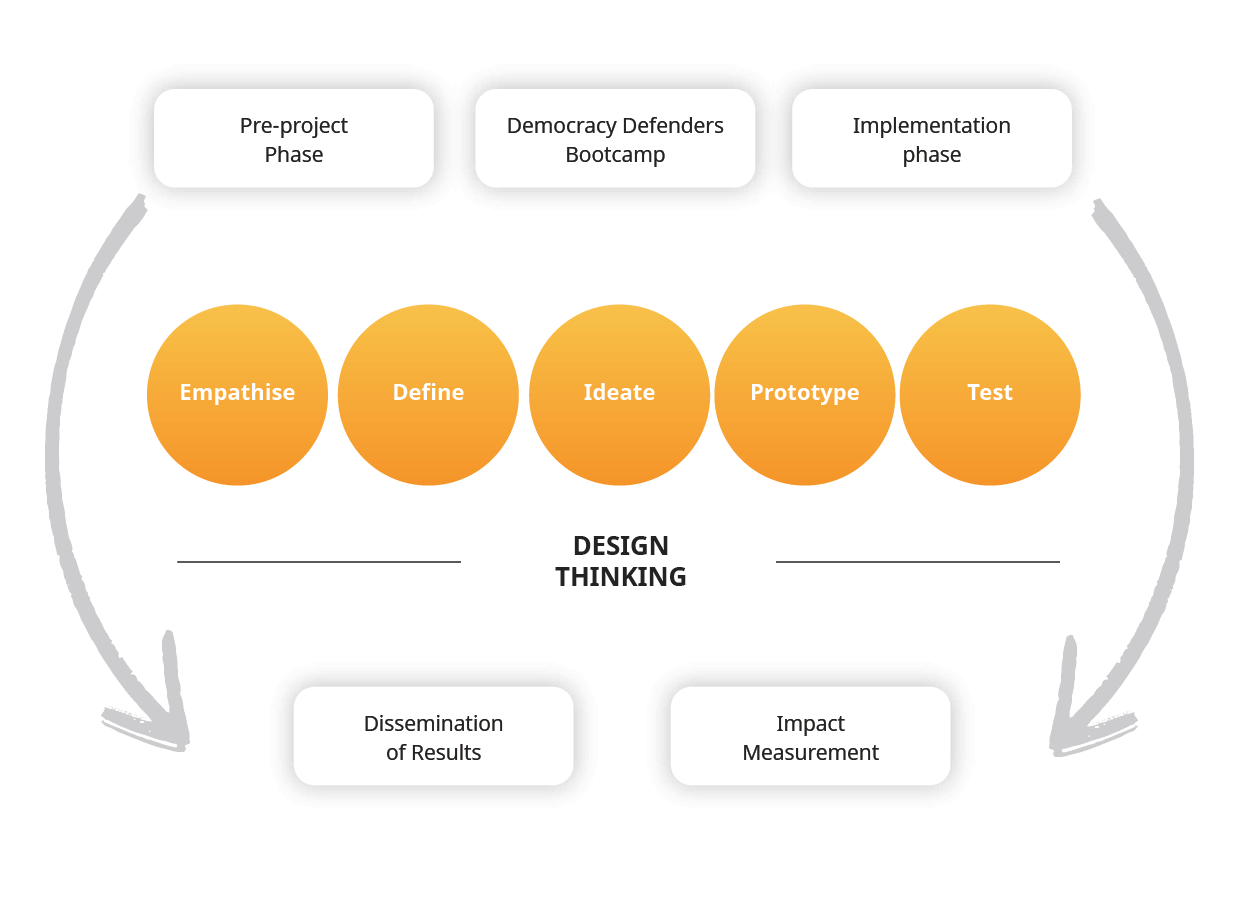 Pre-project
Phase
Democracy Defenders
Bootcamp
Implementation
phase
Empathise
Define
Ideate
Prototype
Test
DESIGN
THINKING
Dissemination
of Results
Impact
Measurement